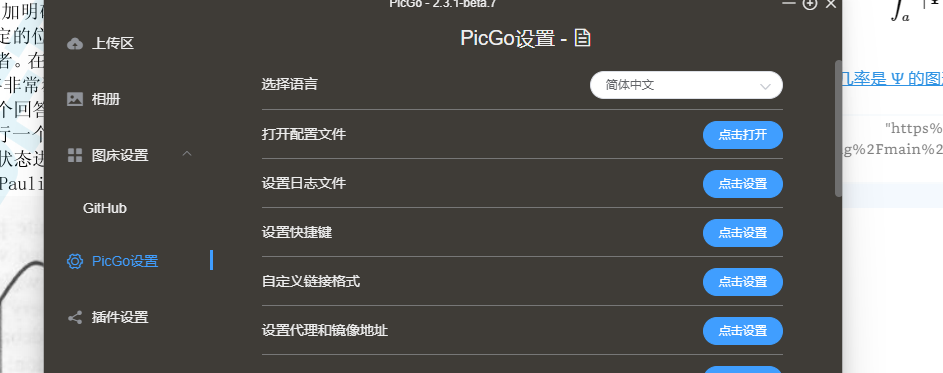 PicGo - 2.3.1-beta.7
加明确
定的位
者。在
非常
个回答
行一个
状态进
Pauli
上传区
相册
图床设置
GitHub
PicGo设置
插件设置
PicGo设置 -
选择语言
简体中文
打开配置文件
点击打开
设置日志文件
点击设置
设置快捷键
点击设置
自定义链接格式
点击设置
设置代理和镜像地址
点击设置
∫a |Ψ
几率是 Ψ 的图形
"https%
g%2Fmain%2